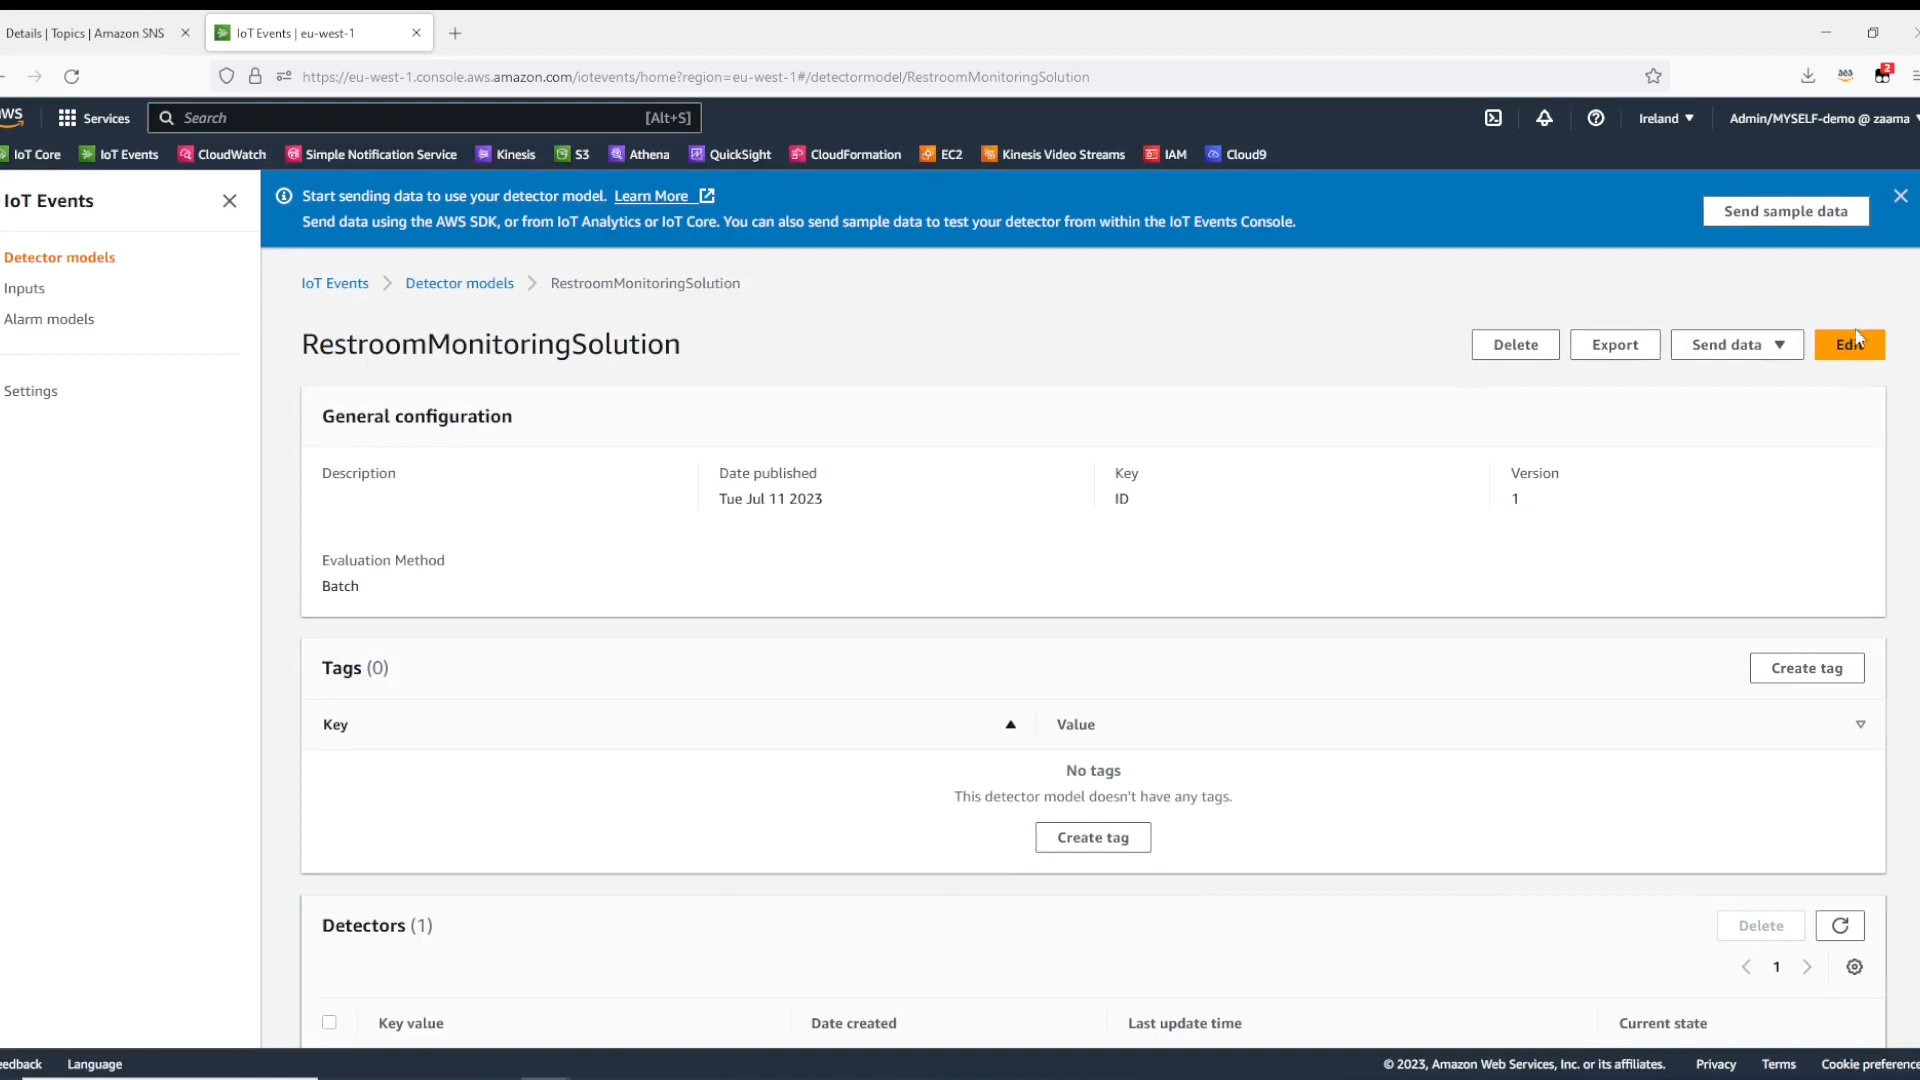 Details | Topics | Amazon SNS
IoT Events | eu-west-1
https://eu-west-1.console.aws.amazon.com/iotevents/home?region=eu-west-1#/detectormodel/RestroomMonitoringSolution
2
Services
Search
[Alt+S]
Ireland
Admin/MYSELF-demo @ zaama
IoT Core
IoT Events
CloudWatch
Simple Notification Service
Kinesis
S3
Athena
QuickSight
CloudFormation
EC2
Kinesis Video Streams
IAM
Cloud9
IoT Events
Detector models
Inputs
Alarm models
Settings
Start sending data to use your detector model. Learn More
Send data using the AWS SDK, or from IoT Analytics or IoT Core. You can also send sample data to test your detector from within the IoT Events Console.
Send sample data
IoT Events
Detector models
RestroomMonitoringSolution
RestroomMonitoringSolution
Delete
Export
Send data
Edit
General configuration
Description
Date published
Tue Jul 11 2023
Key
ID
Version
1
Evaluation Method
Batch
Tags (0)
Create tag
Key
Value
No tags
This detector model doesn't have any tags.
Create tag
Detectors (1)
Delete
1
Key value
Date created
Last update time
Current state
Language
© 2023, Amazon Web Services, Inc. or its affiliates.
Privacy
Terms
Cookie preference